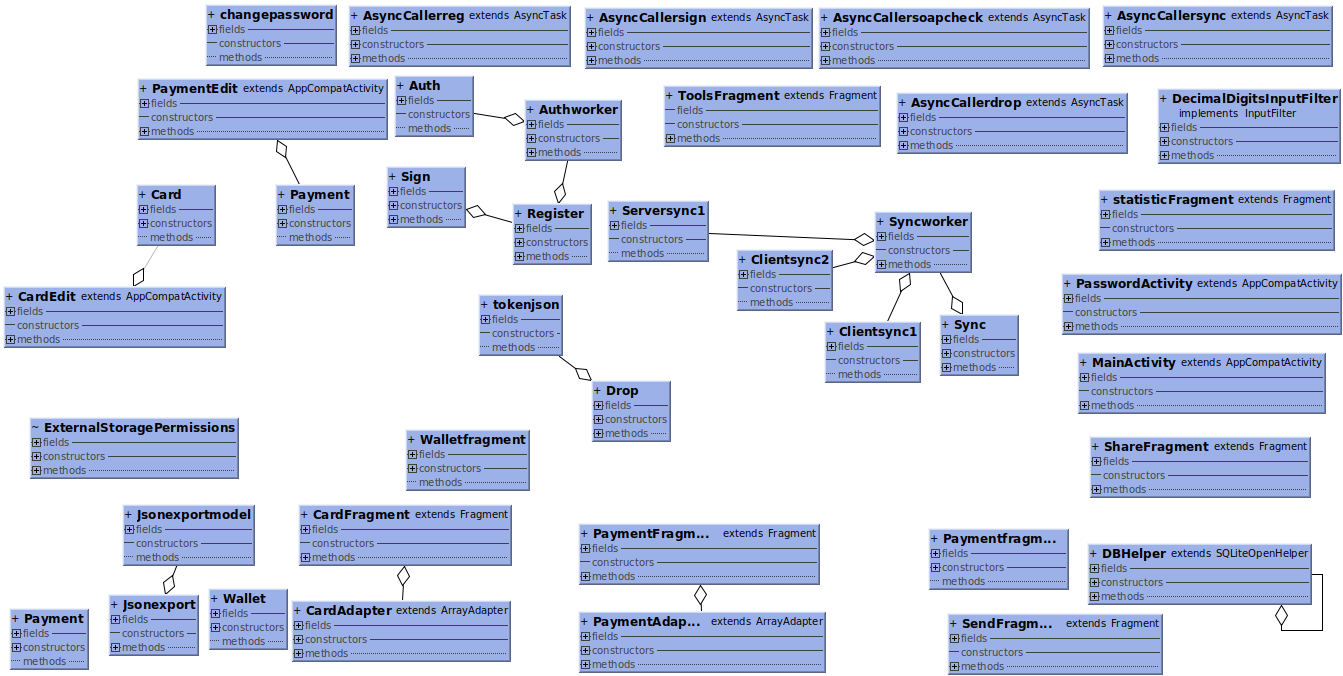 + changepassword
fields
constructors
methods
+ AsyncCallerreg extends AsyncTask
fields
constructors
methods
+ AsyncCallersign extends AsyncTask
fields
constructors
methods
+ AsyncCallersoapcheck extends AsyncTask
fields
constructors
methods
+ AsyncCallersync extends AsyncTask
fields
constructors
methods
+ PaymentEdit extends AppCompatActivity
fields
constructors
methods
+ Auth
fields
constructors
methods
+ Authworker
fields
constructors
methods
+ ToolsFragment extends Fragment
fields
constructors
methods
+ AsyncCallerdrop extends AsyncTask
fields
constructors
methods
+ DecimalDigitsInputFilter
implements InputFilter
fields
constructors
methods
+ Card
fields
constructors
methods
+ Payment
fields
constructors
methods
+ Sign
fields
constructors
methods
+ Register
fields
constructors
methods
+ Serversync1
fields
constructors
methods
+ Syncworker
fields
constructors
methods
+ statisticFragment extends Fragment
fields
constructors
methods
+ Clientsync2
fields
constructors
methods
+ CardEdit extends AppCompatActivity
fields
constructors
methods
+ tokenjson
fields
constructors
methods
+ Clientsync1
fields
constructors
methods
+ Sync
fields
constructors
methods
+ PasswordActivity extends AppCompatActivity
fields
constructors
methods
+ MainActivity extends AppCompatActivity
fields
constructors
methods
+ Drop
fields
constructors
methods
~ ExternalStoragePermissions
fields
constructors
methods
+ Walletfragment
fields
constructors
methods
+ ShareFragment extends Fragment
fields
constructors
methods
+ Jsonexportmodel
fields
constructors
methods
+ CardFragment extends Fragment
fields
constructors
methods
+ PaymentFragm... extends Fragment
fields
constructors
methods
+ Paymentfragm...
fields
constructors
methods
+ DBHelper extends SQLiteOpenHelper
fields
constructors
methods
+ Payment
fields
constructors
methods
+ Jsonexport
fields
constructors
methods
+ Wallet
fields
constructors
methods
+ CardAdapter extends ArrayAdapter
fields
constructors
methods
+ PaymentAdap... extends ArrayAdapter
fields
constructors
methods
+ SendFragm... extends Fragment
fields
constructors
methods